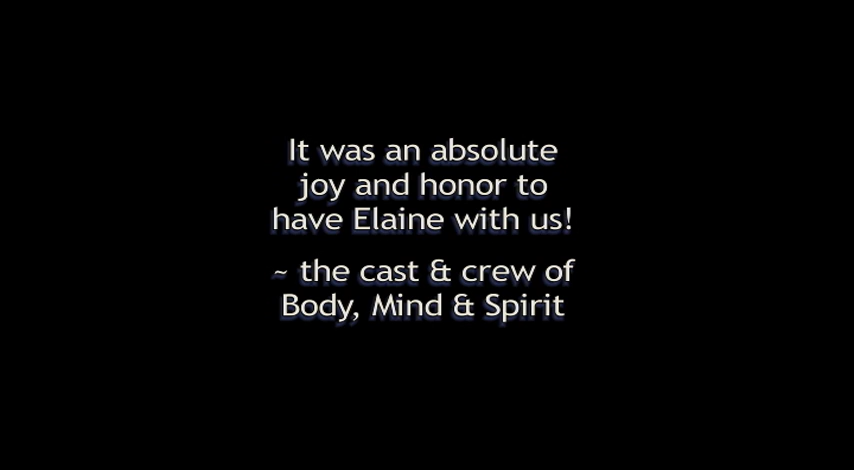 It was an absolute
joy and honor to
have Elaine with us!
~ the cast & crew of
Body, Mind & Spirit